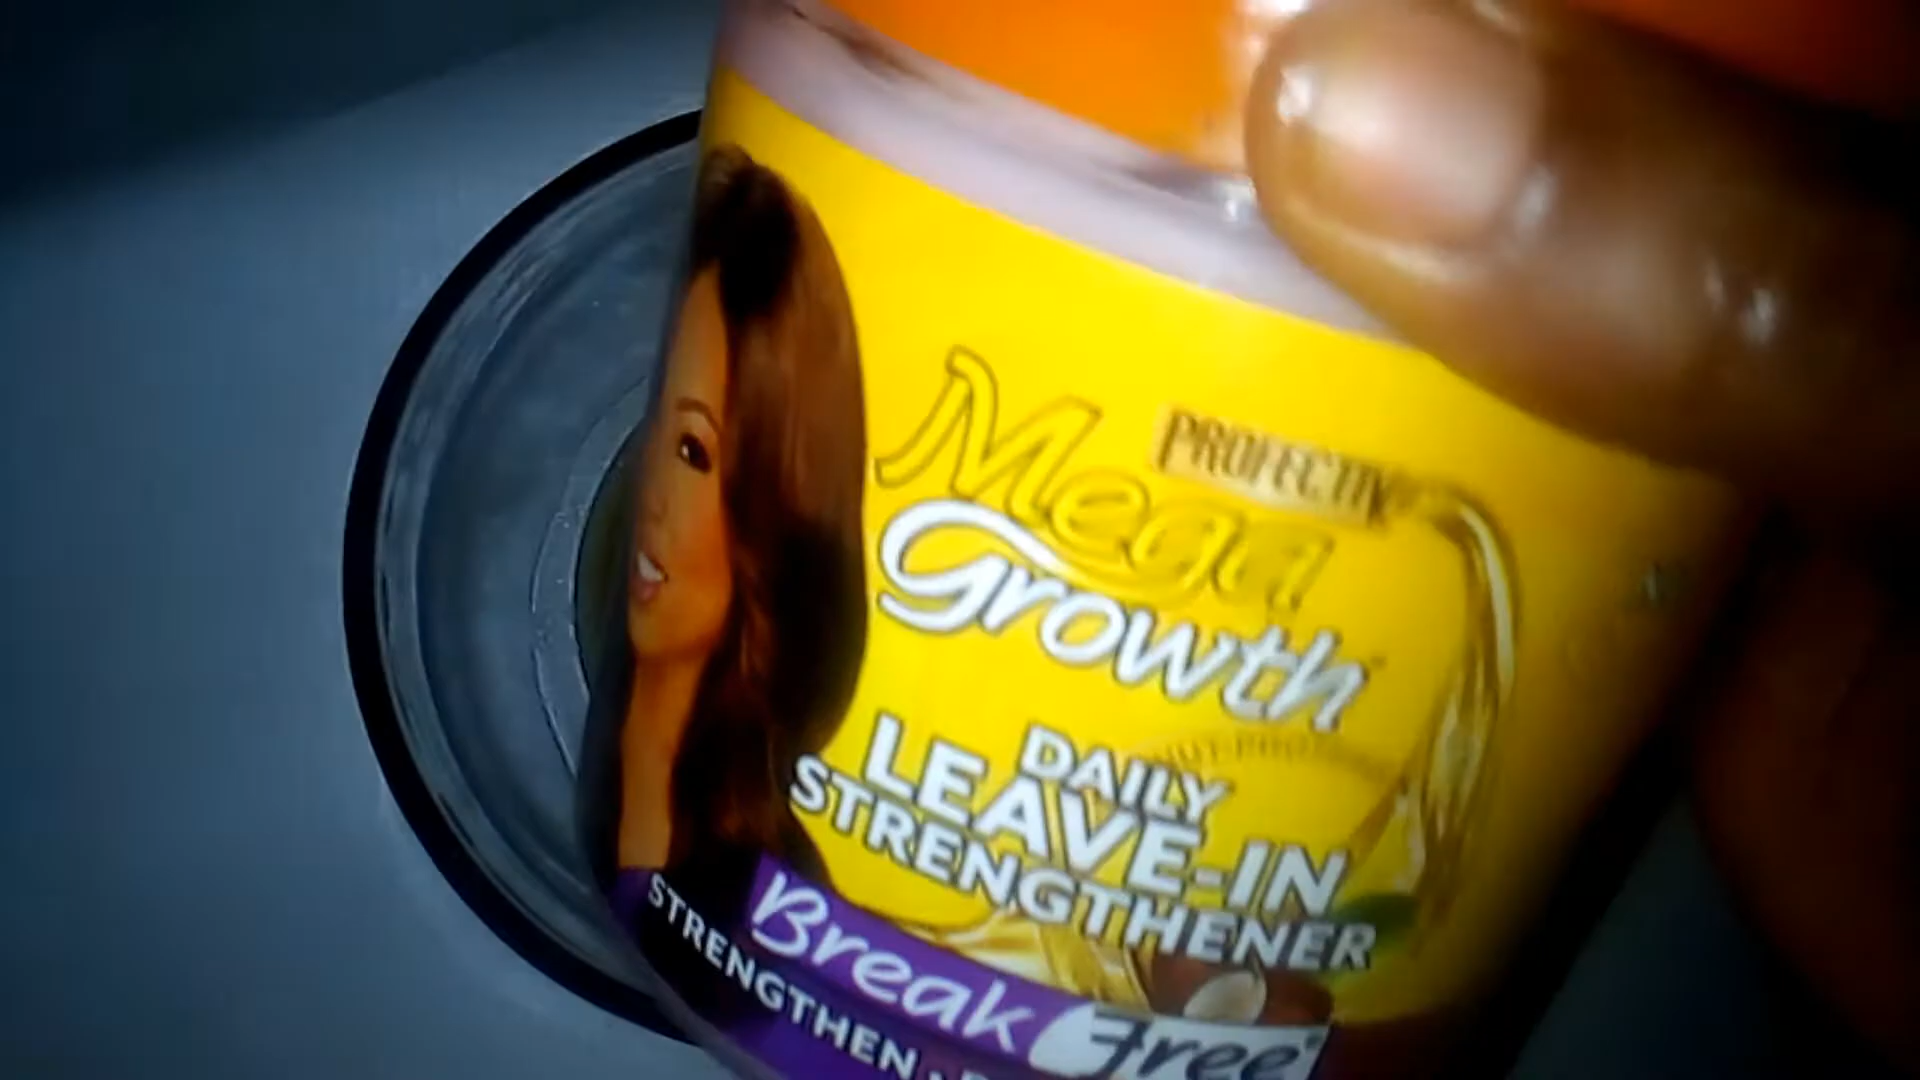 PROFECTIV
Mega
Growth
DAILY
LEAVE-IN
STRENGTHENER
Break Free
STRENGTHEN